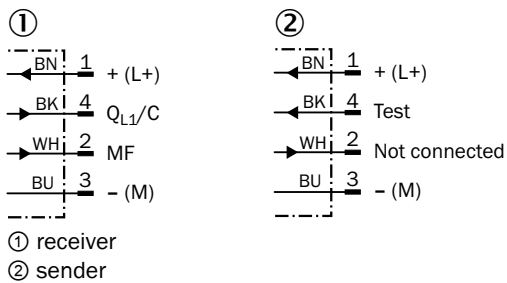 ① ②
BN 1 + (L+) BN 1 + (L+)
BK 4 QL1/C BK 4 Test
WH 2 MF WH 2 Not connected
BU 3 – (M) BU 3 – (M)
① receiver
② sender